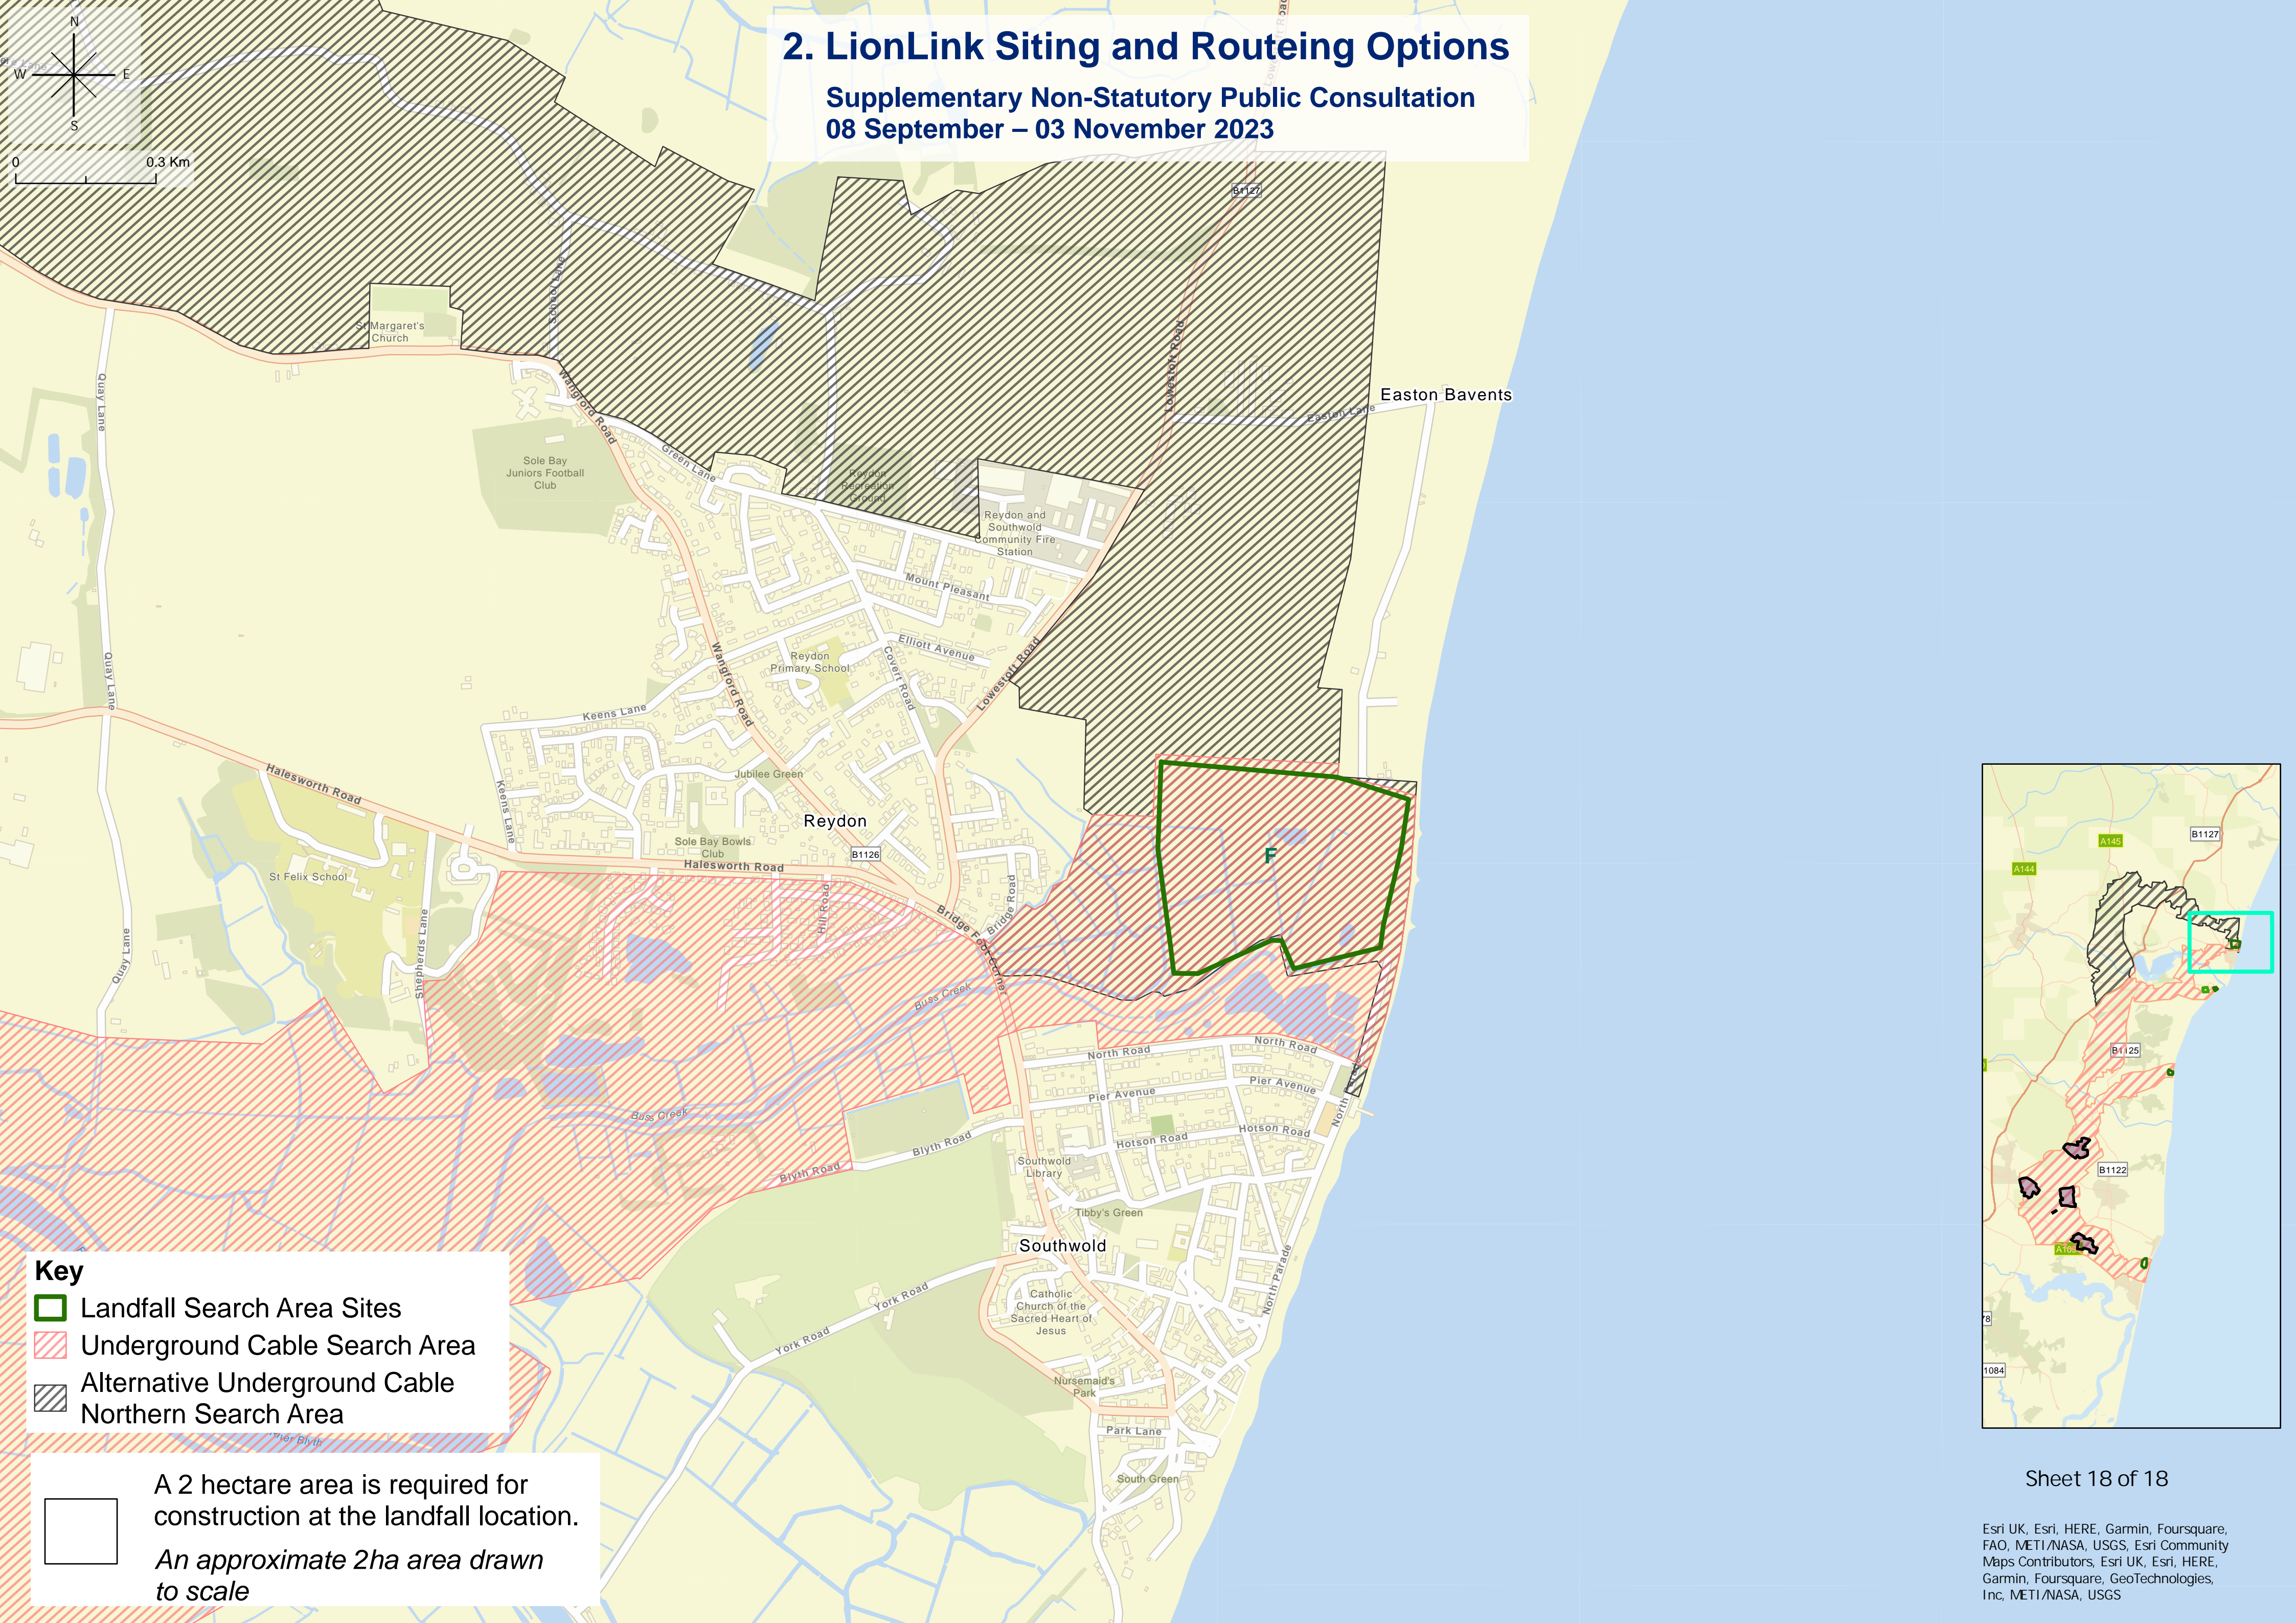 2. LionLink Siting and Routeing Options
Supplementary Non-Statutory Public Consultation
08 September – 03 November 2023
N
W
E
S
0
0.3 Km
B1127
Lowestoft Road
School Lane
St Margaret's
Church
Quay Lane
Wangford Road
Easton Bavents
Easton Lane
Lowestoft Road
Sole Bay
Juniors Football
Club
Green Lane
Reydon
Recreation
Ground
Reydon and
Southwold
Community Fire
Station
Mount Pleasant
Elliott Avenue
Reydon
Primary School
Covert Road
Wangford Road
Lowestoft Road
Quay Lane
Keens Lane
Halesworth Road
Jubilee Green
Keens Lane
Reydon
Sole Bay Bowls
Club
B1126
Halesworth Road
F
St Felix School
Hill Road
Bridge Road
Bridge Foot Corner
Shepherds Lane
Quay Lane
Buss Creek
North Road
North Road
Pier Avenue
Pier Avenue
North Parade
Buss Creek
Hotson Road
Hotson Road
Blyth Road
Blyth Road
Southwold
Library
Tibby's Green
Southwold
North Parade
York Road
York Road
Catholic
Church of the
Sacred Heart of
Jesus
Nursemaid's
Park
Park Lane
South Green
Key
Landfall Search Area Sites
Underground Cable Search Area
Alternative Underground Cable
Northern Search Area
Blyth
A 2 hectare area is required for
construction at the landfall location.
An approximate 2ha area drawn
to scale
B1127
A145
A144
B1125
B1122
1084
Sheet 18 of 18
Esri UK, Esri, HERE, Garmin, Foursquare,
FAO, METI/NASA, USGS, Esri Community
Maps Contributors, Esri UK, Esri, HERE,
Garmin, Foursquare, GeoTechnologies,
Inc, METI/NASA, USGS